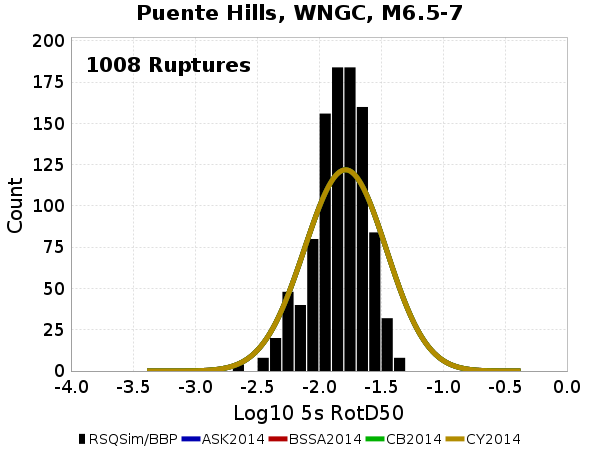 Puente Hills, WNGC, M6.5-7
1008 Ruptures
200
175
150
125
100
75
50
25
0
Count
-4.0 -3.5 -3.0 -2.5 -2.0 -1.5 -1.0 -0.5 0.0
Log10 5s RotD50
RSQSim/BBP ASK2014 BSSA2014 CB2014 CY2014